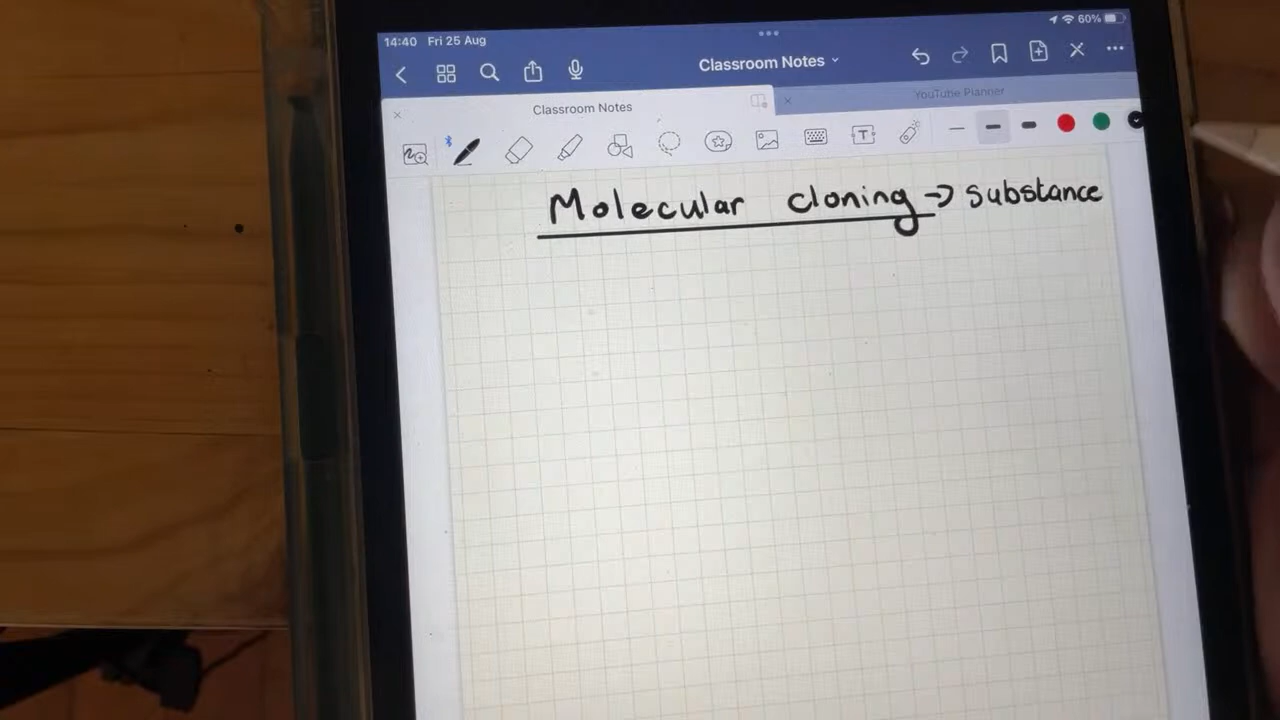 14:40 Fri 25 Aug 60%
Classroom Notes
Classroom Notes YouTube Planner
T
Molecular cloning → substance